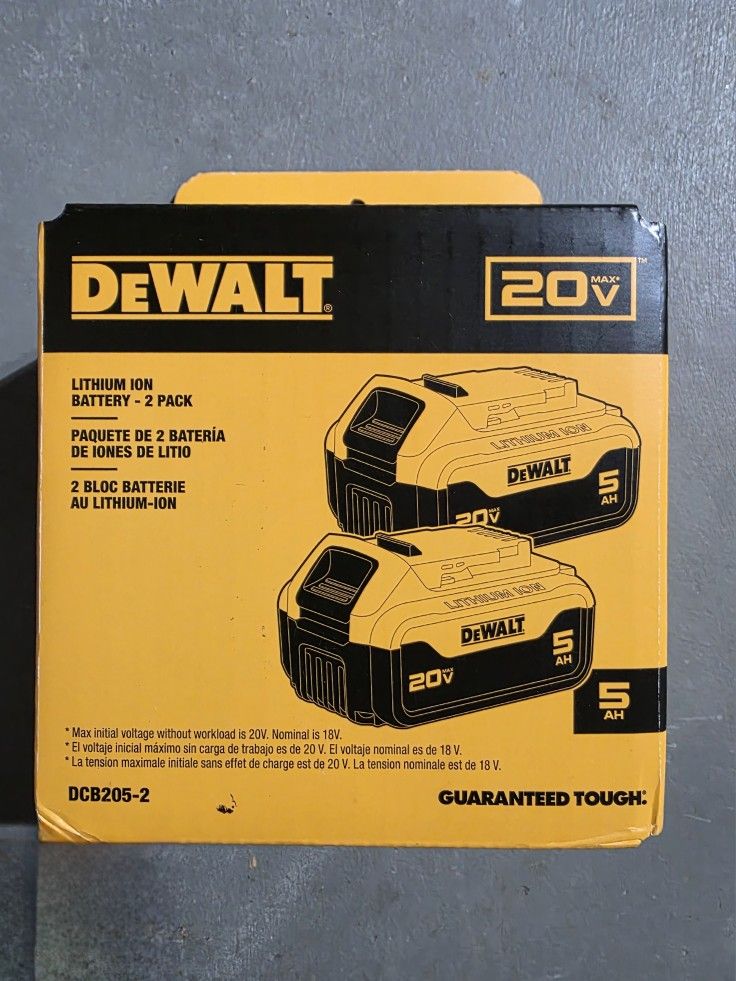 DEWALT®
20V MAX* ™
LITHIUM ION
BATTERY - 2 PACK
PAQUETE DE 2 BATERÍA
DE IONES DE LITIO
2 BLOC BATTERIE
AU LITHIUM-ION
LITHIUM ION
DEWALT
5
AH
20V MAX
LITHIUM ION
DEWALT
5
AH
20V MAX
5
AH
* Max initial voltage without workload is 20V. Nominal is 18V.
* El voltaje inicial máximo sin carga de trabajo es de 20 V. El voltaje nominal es de 18 V.
* La tension maximale initiale sans effet de charge est de 20 V. La tension nominale est de 18 V.
DCB205-2
GUARANTEED TOUGH.®